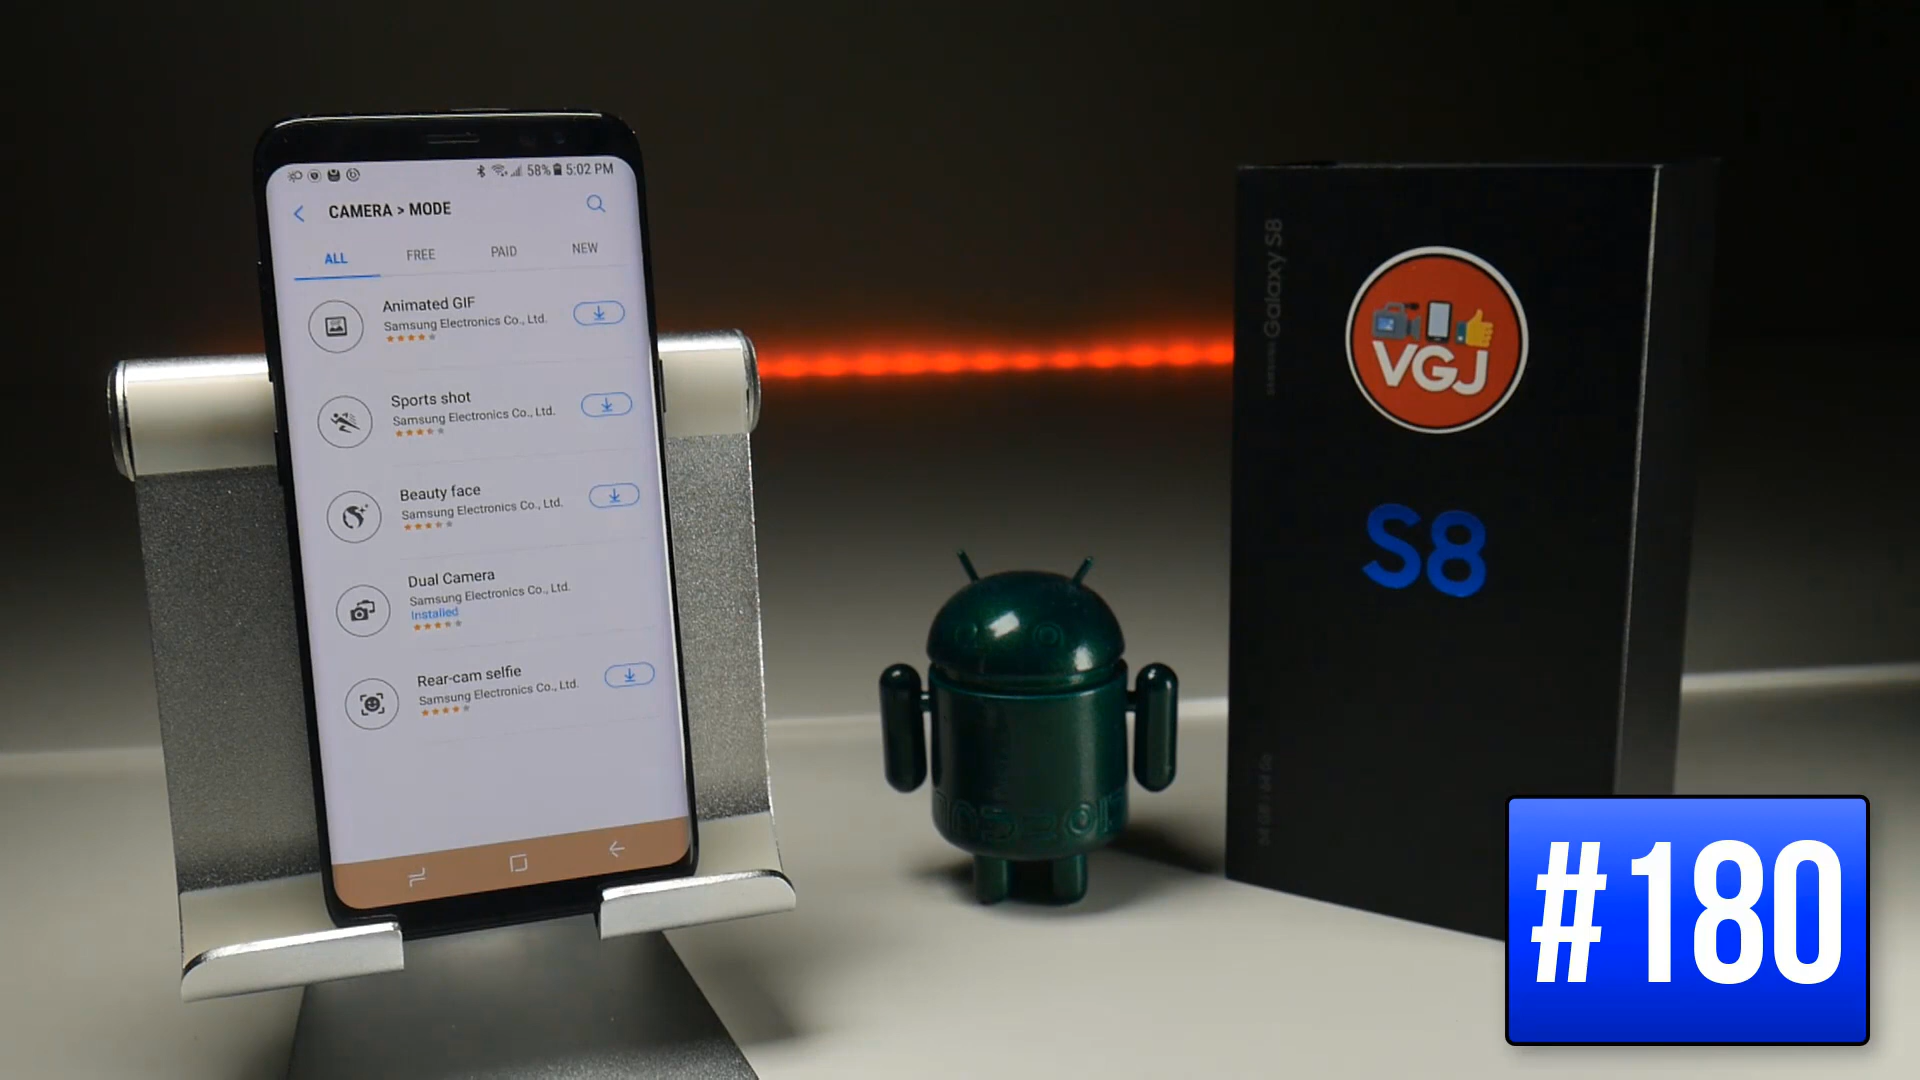 58% 5:02 PM
CAMERA > MODE
ALL FREE PAID NEW
Animated GIF
Samsung Electronics Co., Ltd.
Sports shot
Samsung Electronics Co., Ltd.
Beauty face
Samsung Electronics Co., Ltd.
Dual Camera
Samsung Electronics Co., Ltd.
Installed
Rear-cam selfie
Samsung Electronics Co., Ltd.
SAMSUNG Galaxy S8
VGJ
S8
#180